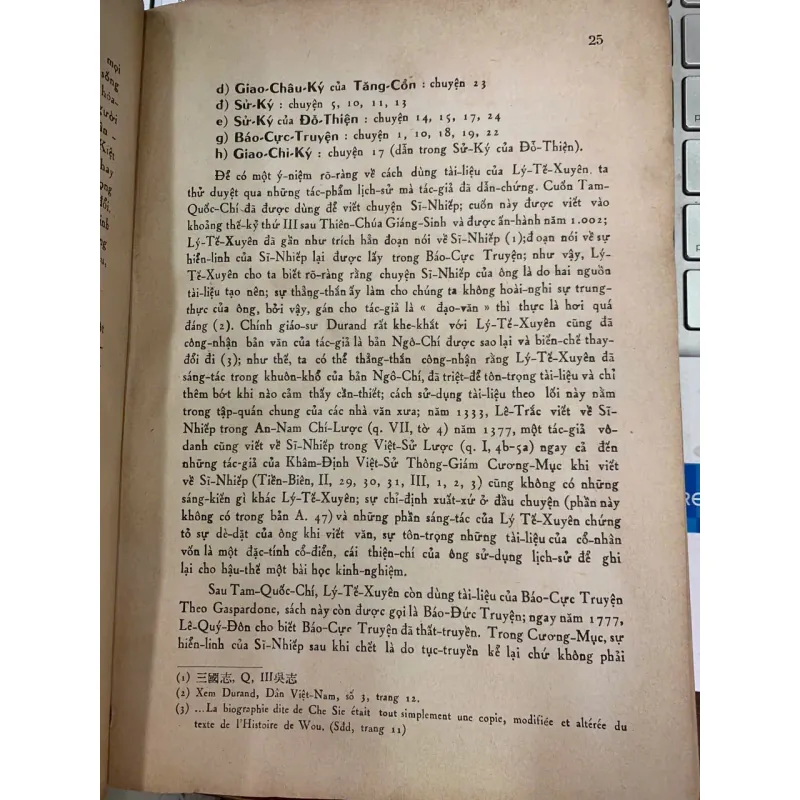 25
mọi
sống
hóa-
gười
ản -
Kiệt
hay
ọng
đồi.
inh
d) Giao-Châu-Ký của Tăng-Cổn : chuyện 23
đ) Sử-Ký : chuyện 5, 10, 11, 13
e) Sử-Ký của Đỗ-Thiện : chuyện 14, 15, 17, 24
g) Báo-Cực-Truyện : chuyện 1, 10, 18, 19, 22
h) Giao-Chỉ-Ký : chuyện 17 (dẫn trong Sử-Ký của Đỗ-Thiện).
Để có một ý-niệm rõ-ràng về cách dùng tài-liệu của Lý-Tế-Xuyên, ta
thử duyệt qua những tác-phẩm lịch-sử mà tác-giả đã dẫn-chứng. Cuốn Tam-
Quốc-Chí đã được dùng để viết chuyện Sĩ-Nhiếp; cuốn này được viết vào
khoảng thế-kỷ thứ III sau Thiên-Chúa Giáng-Sinh và được ấn-hành năm 1.002;
Lý-Tế-Xuyên đã gần như trích hẳn đoạn nói về Sĩ-Nhiếp (1);đoạn nói về sự
hiển-linh của Sĩ-Nhiếp lại được lấy trong Báo-Cực Truyện; như vậy, Lý-
Tế-Xuyên cho ta biết rõ-ràng rằng chuyện Sĩ-Nhiếp của ông là do hai nguồn
tài-liệu tạo nên; sự thẳng-thắn ấy làm cho chúng ta không hoài-nghi sự trung-
thực của ông, bởi vậy, gán cho tác-giả là « đạo-văn » thì thực là hơi quá
đáng (2). Chính giáo-sư Durand rất khe-khắt với Lý-Tế-Xuyên cũng đã
công-nhận bản văn của tác-giả là bản Ngô-Chí được sao lại và biến-chế thay-
đổi đi (3); như thế, ta có thể thẳng-thắn công-nhận rằng Lý-Tế-Xuyên đã
sáng-tác trong khuôn-khổ của bản Ngô-Chí, đã triệt-để tôn-trọng tài-liệu và chỉ
thêm bớt khi nào cảm thấy cần-thiết; cách sử-dụng tài-liệu theo lối này nằm
trong tập-quán chung của các nhà văn xưa; năm 1333, Lê-Trắc viết về Sĩ-
Nhiếp trong An-Nam Chí-Lược (q. VII, tờ 4) năm 1377, một tác-giả vô-
danh cũng viết về Sĩ-Nhiếp trong Việt-Sử Lược (q. I, 4b-5a) ngay cả đến
những tác-giả của Khâm-Định Việt-Sử Thông-Giám Cương-Mục khi viết
về Sĩ-Nhiếp (Tiền-Biên, II, 29, 30, 31, III, 1, 2, 3) cũng không có những
sáng-kiến gì khác Lý-Tế-Xuyên; sự chỉ-định xuất-xứ ở đầu chuyện (phần này
không có trong bản A. 47) và những phần sáng-tác của Lý Tế-Xuyên chứng
tỏ sự dè-dặt của ông khi viết văn, sự tôn-trọng những tài-liệu của cổ-nhân
vốn là một đặc-tính cổ-điển, cái thiện-chí của ông sử-dụng lịch-sử để ghi
lại cho hậu-thế một bài học kinh-nghiệm.
Sau Tam-Quốc-Chí, Lý-Tế-Xuyên còn dùng tài-liệu của Báo-Cực Truyện
Theo Gaspardone, sách này còn được gọi là Báo-Đức Truyện; ngay năm 1777,
Lê-Quý-Đôn cho biết Báo-Cực Truyện đã thất-truyền. Trong Cương-Mục, sự
hiển-linh của Sĩ-Nhiếp sau khi chết là do tục-truyền kể lại chứ không phải
(1) 三國志, Q, III吳志
(2) Xem Durand, Dân Việt-Nam, số 3, trang 12.
(3) ...La biographie dite de Che Sie était tout simplement une copie, modifiée et altérée du
texte de l'Histoire de Wou. (Sđd, trang 11)